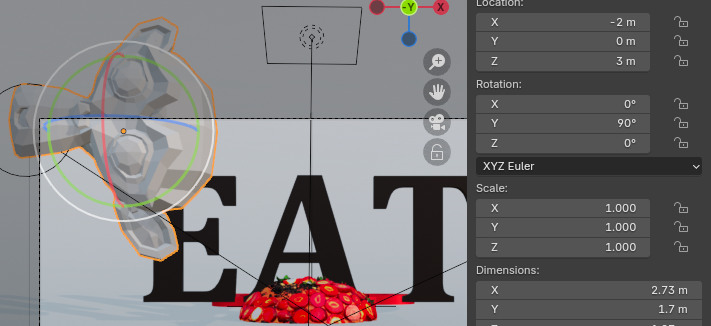 -Y
X
Location:
X -2 m
Y 0 m
Z 3 m
Rotation:
X 0°
Y 90°
Z 0°
XYZ Euler
Scale:
X 1.000
Y 1.000
Z 1.000
Dimensions:
X 2.73 m
Y 1.7 m
EAT